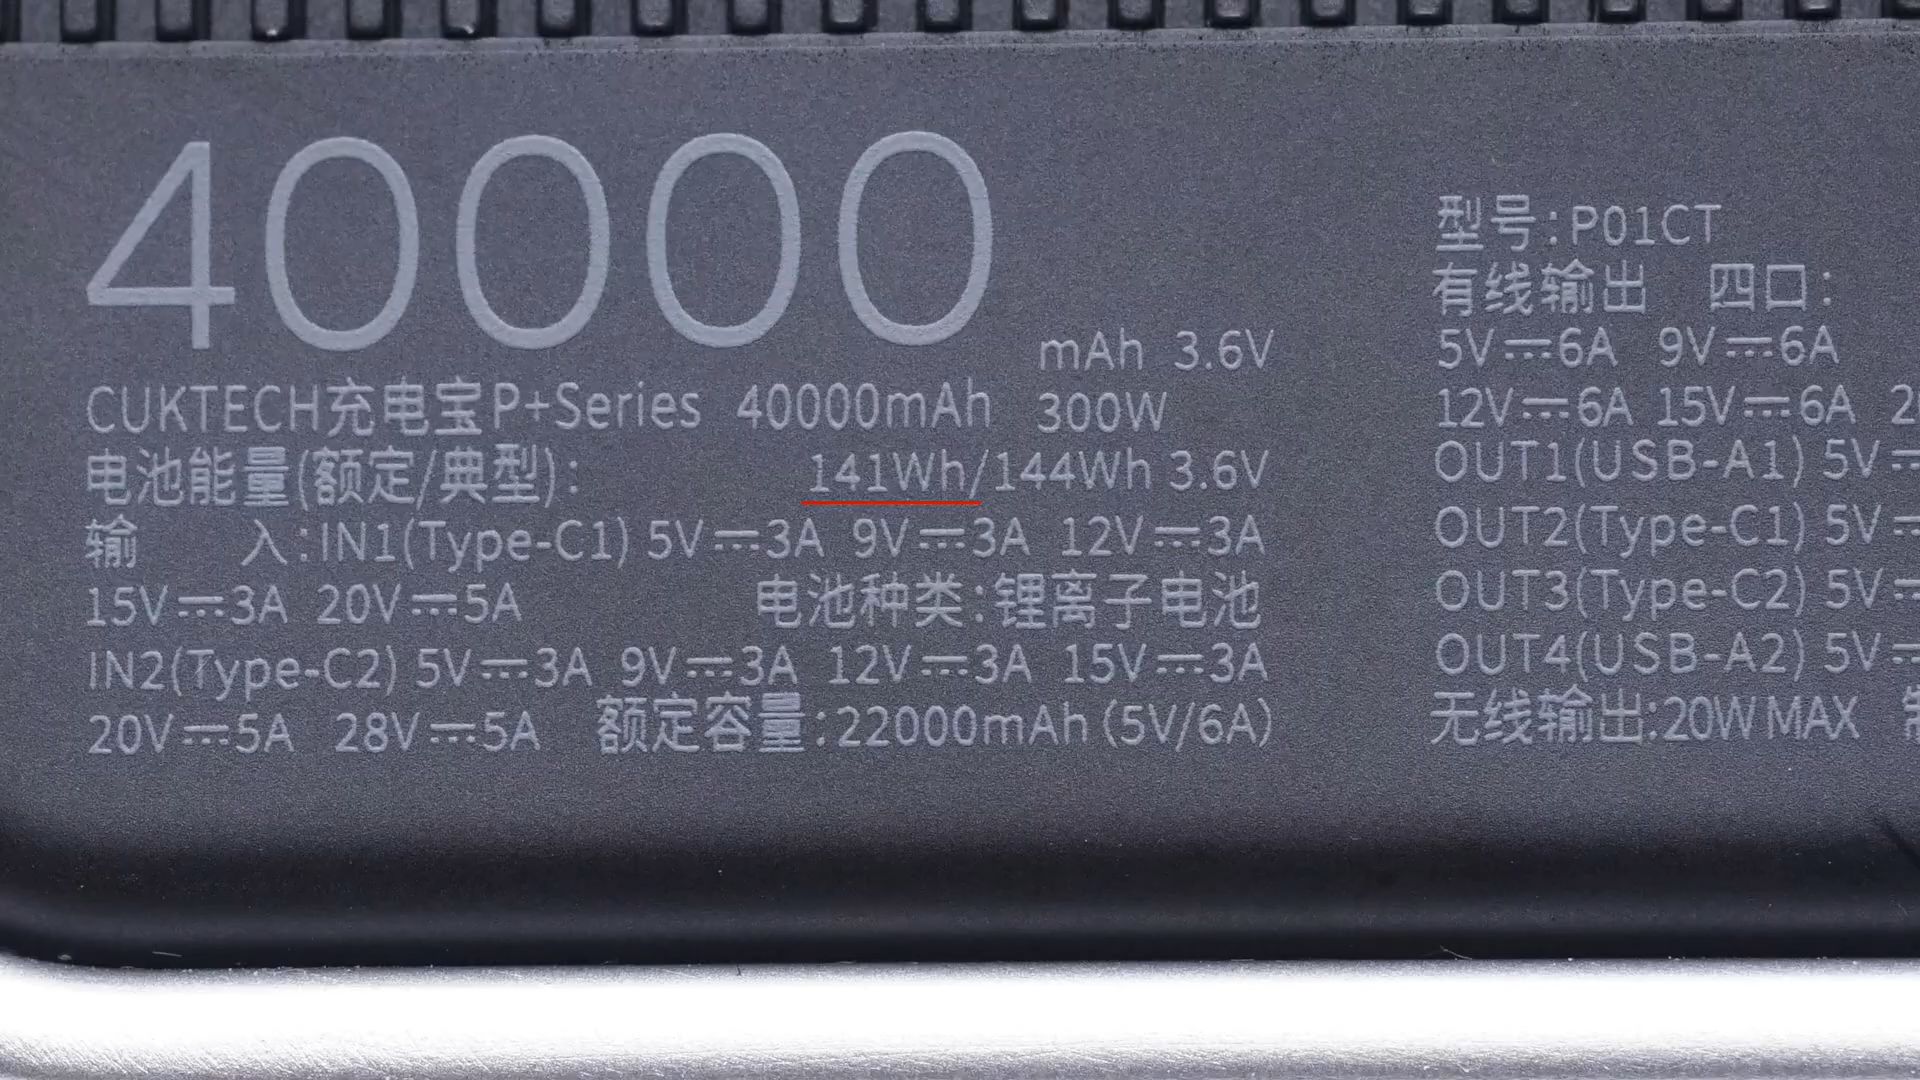 40000 mAh 3.6V
CUKTECH充电宝P+Series 40000mAh 300W
电池能量(额定/典型): 141Wh/144Wh 3.6V
输 入:IN1(Type-C1) 5V⎓3A 9V⎓3A 12V⎓3A
15V⎓3A 20V⎓5A 电池种类:锂离子电池
IN2(Type-C2) 5V⎓3A 9V⎓3A 12V⎓3A 15V⎓3A
20V⎓5A 28V⎓5A 额定容量:22000mAh(5V/6A)
型号:P01CT
有线输出 四口:
5V⎓6A 9V⎓6A
12V⎓6A 15V⎓6A 2
OUT1(USB-A1) 5V⎓
OUT2(Type-C1) 5V⎓
OUT3(Type-C2) 5V⎓
OUT4(USB-A2) 5V⎓
无线输出:20W MAX